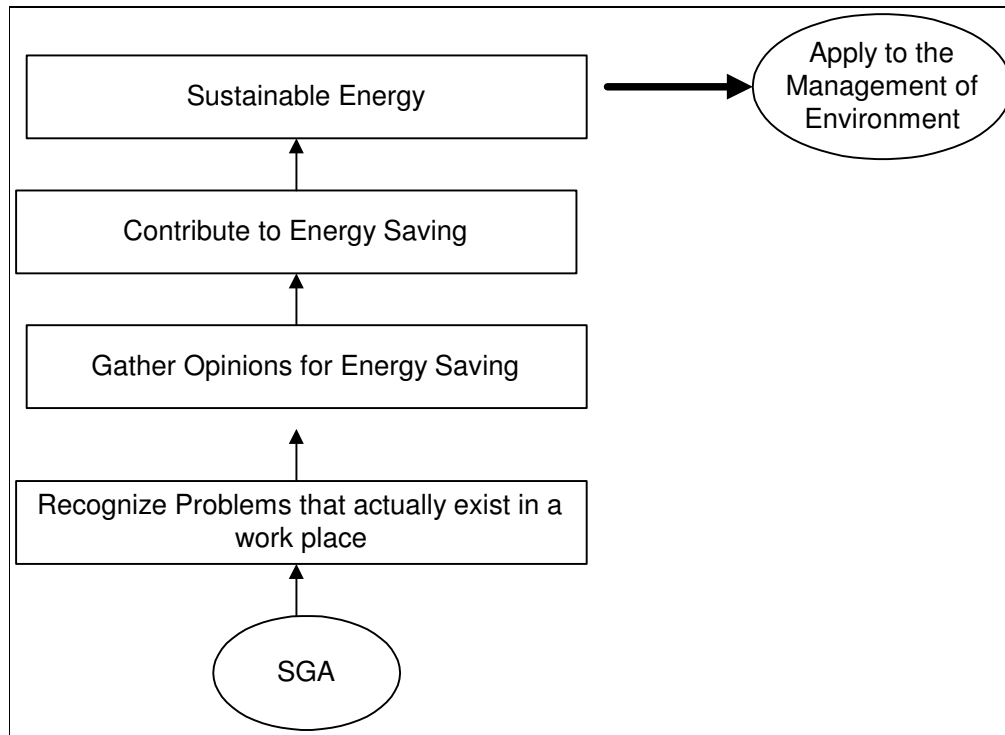 Apply to the
Management of
Environment
Sustainable Energy
Contribute to Energy Saving
Gather Opinions for Energy Saving
Recognize Problems that actually exist in a
work place
SGA